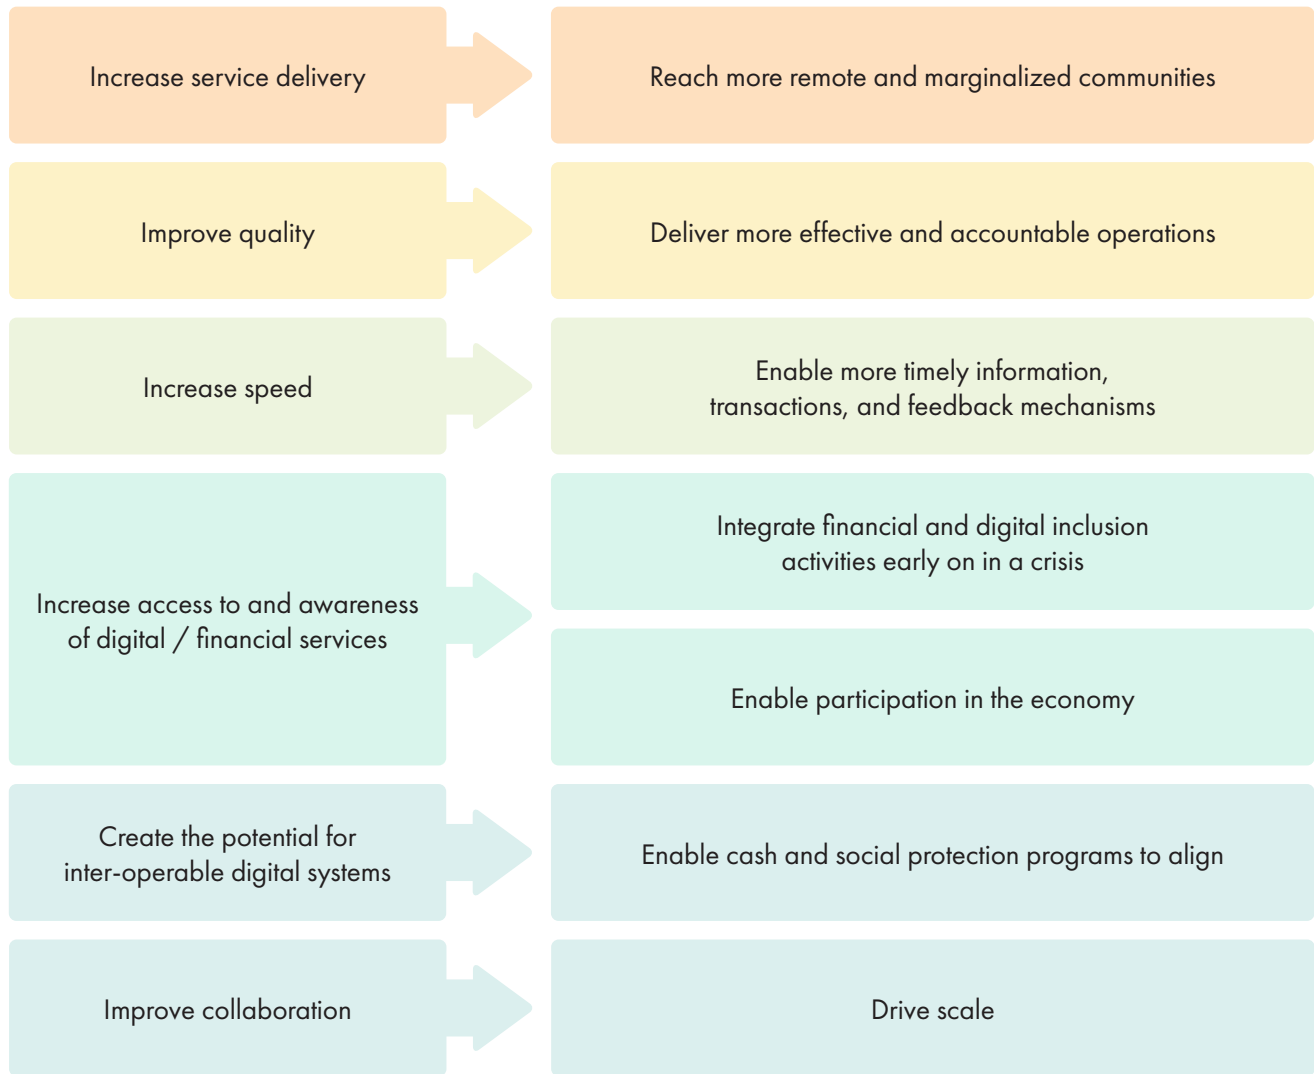 Increase service delivery
Reach more remote and marginalized communities
Improve quality
Deliver more effective and accountable operations
Increase speed
Enable more timely information,
transactions, and feedback mechanisms
Increase access to and awareness
of digital / financial services
Integrate financial and digital inclusion
activities early on in a crisis
Enable participation in the economy
Create the potential for
inter-operable digital systems
Enable cash and social protection programs to align
Improve collaboration
Drive scale